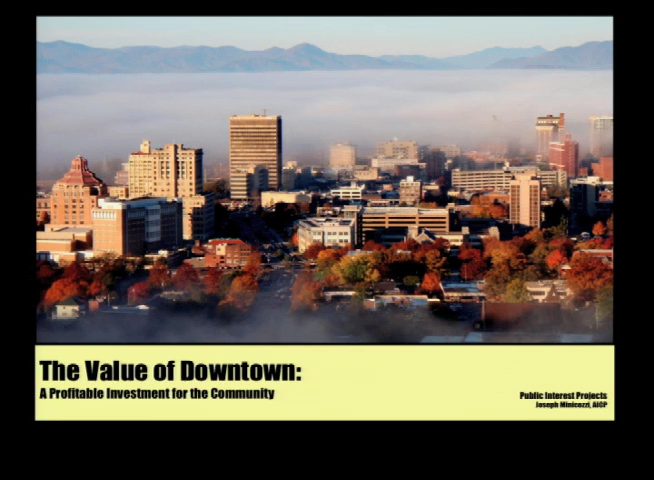 The Value of Downtown:
A Profitable Investment for the Community
Public Interest Projects
Joseph Minicozzi, AICP